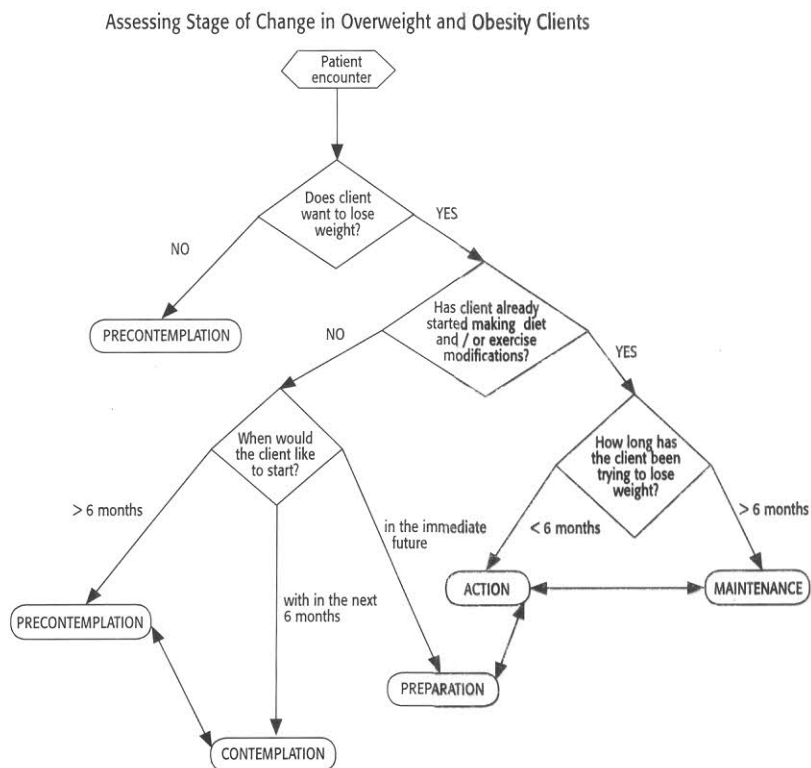 Assessing Stage of Change in Overweight and Obesity Clients
Patient
encounter
Does client
want to lose
weight?
YES
NO
PRECONTEMPLATION
Has client already
started making diet
and / or exercise
modifications?
NO
YES
When would
the client like
to start?
How long has
the client been
trying to lose
weight?
> 6 months
in the immediate
future
< 6 months
> 6 months
with in the next
6 months
ACTION
MAINTENANCE
PRECONTEMPLATION
PREPARATION
CONTEMPLATION